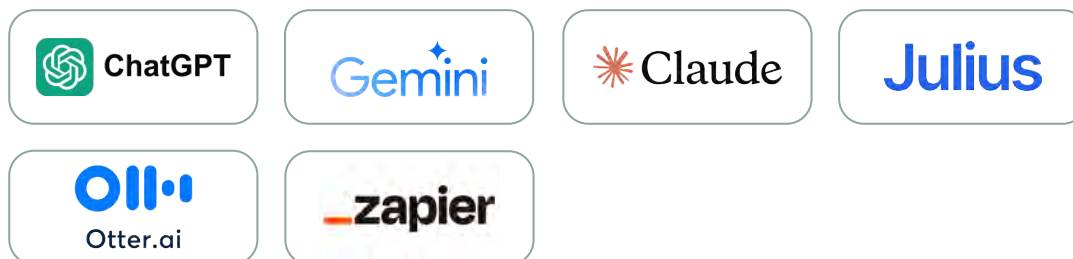 ChatGPT
Gemini
Claude
Julius
Otter.ai
zapier